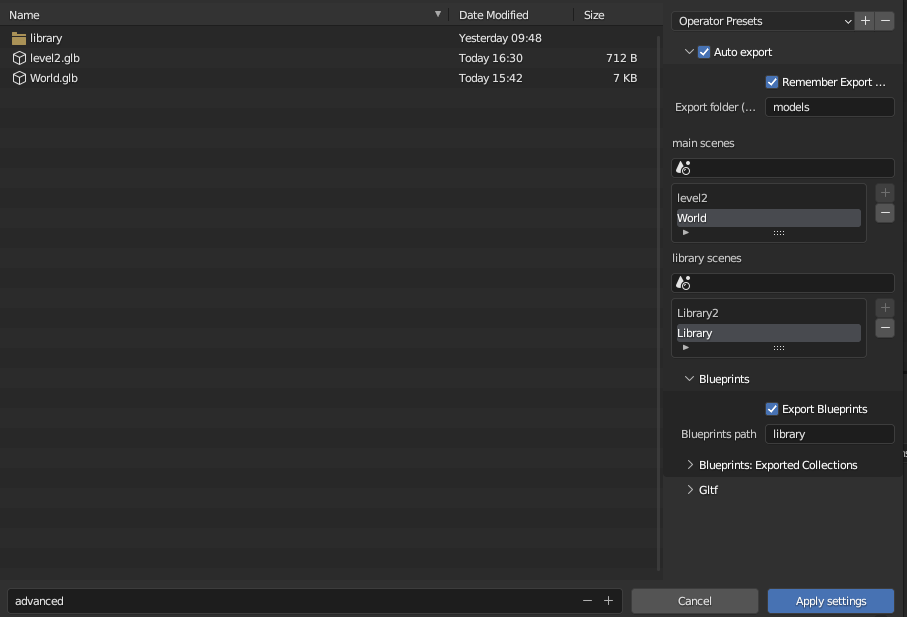 Name Date Modified Size
library Yesterday 09:48
level2.glb Today 16:30 712 B
World.glb Today 15:42 7 KB
Operator Presets
Auto export
Remember Export ...
Export folder (... models
main scenes
level2
World
library scenes
Library2
Library
Blueprints
Export Blueprints
Blueprints path library
Blueprints: Exported Collections
Gltf
advanced
Cancel
Apply settings